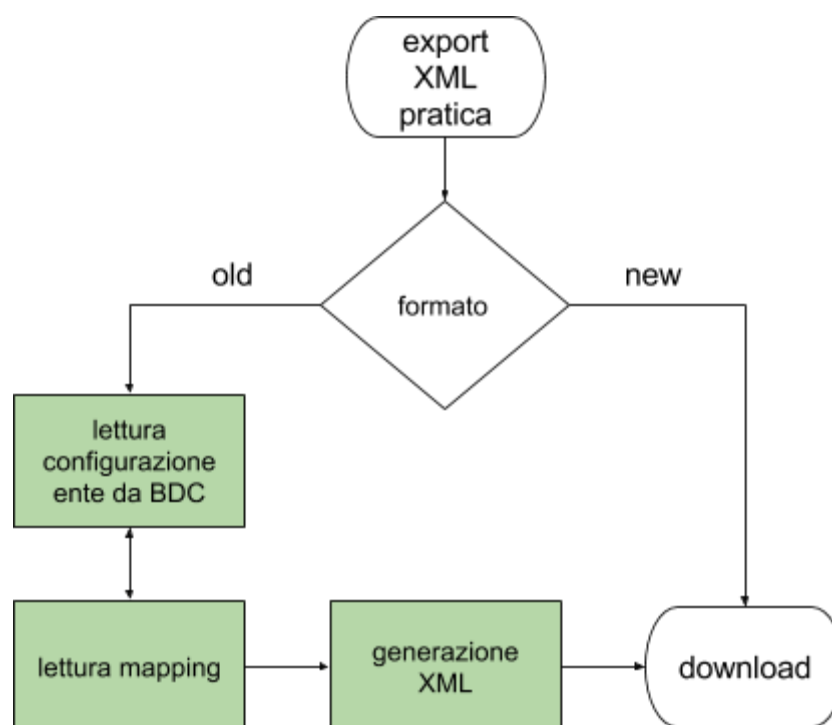 export
XML
pratica
old
new
formato
lettura
configurazione
ente da BDC
lettura mapping
generazione
XML
download